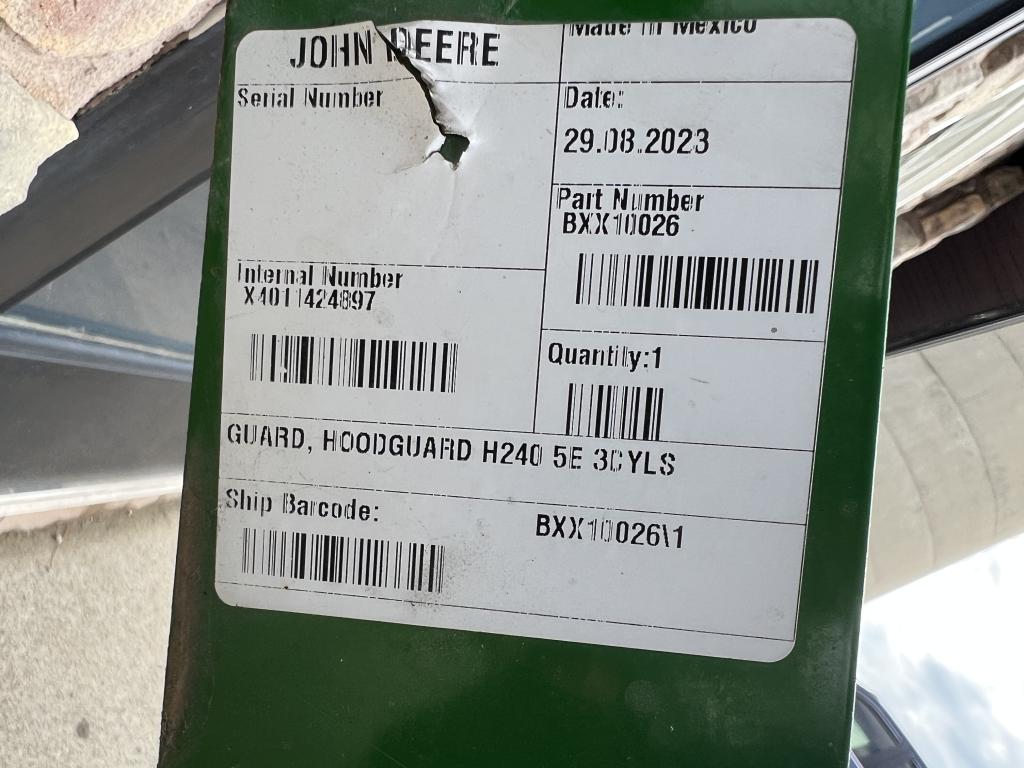 JOHN DEERE
Made in Mexico
Serial Number
Date:
29.08.2023
Part Number
BXX10026
Internal Number
X4011424897
Quantity:1
GUARD, HOODGUARD H240 5E 3CYLS
Ship Barcode:
BXX10026\1